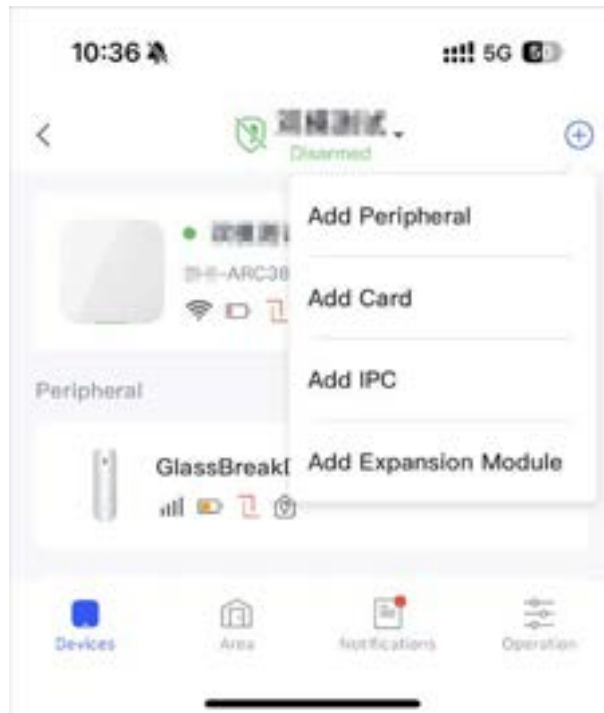 10:36
5G
Disarmed
Add Peripheral
-ARC38
Add Card
Peripheral
Add IPC
GlassBreak
Add Expansion Module
Devices
Area
Notifications
Operation